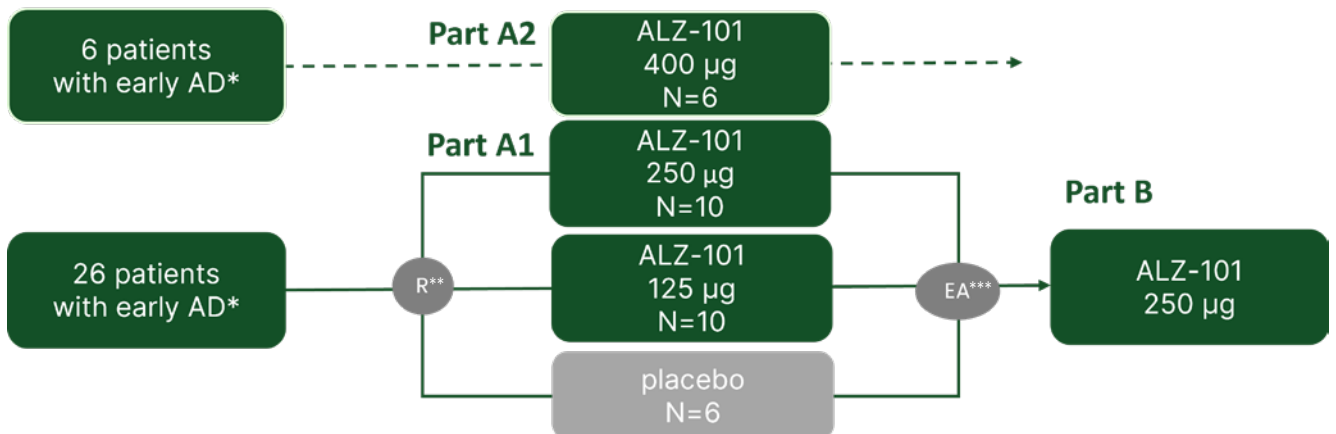 6 patients
with early AD*
Part A2
ALZ-101
400 µg
N=6
Part A1
ALZ-101
250 µg
N=10
26 patients
with early AD*
R**
ALZ-101
125 µg
N=10
placebo
N=6
EA***
Part B
ALZ-101
250 µg